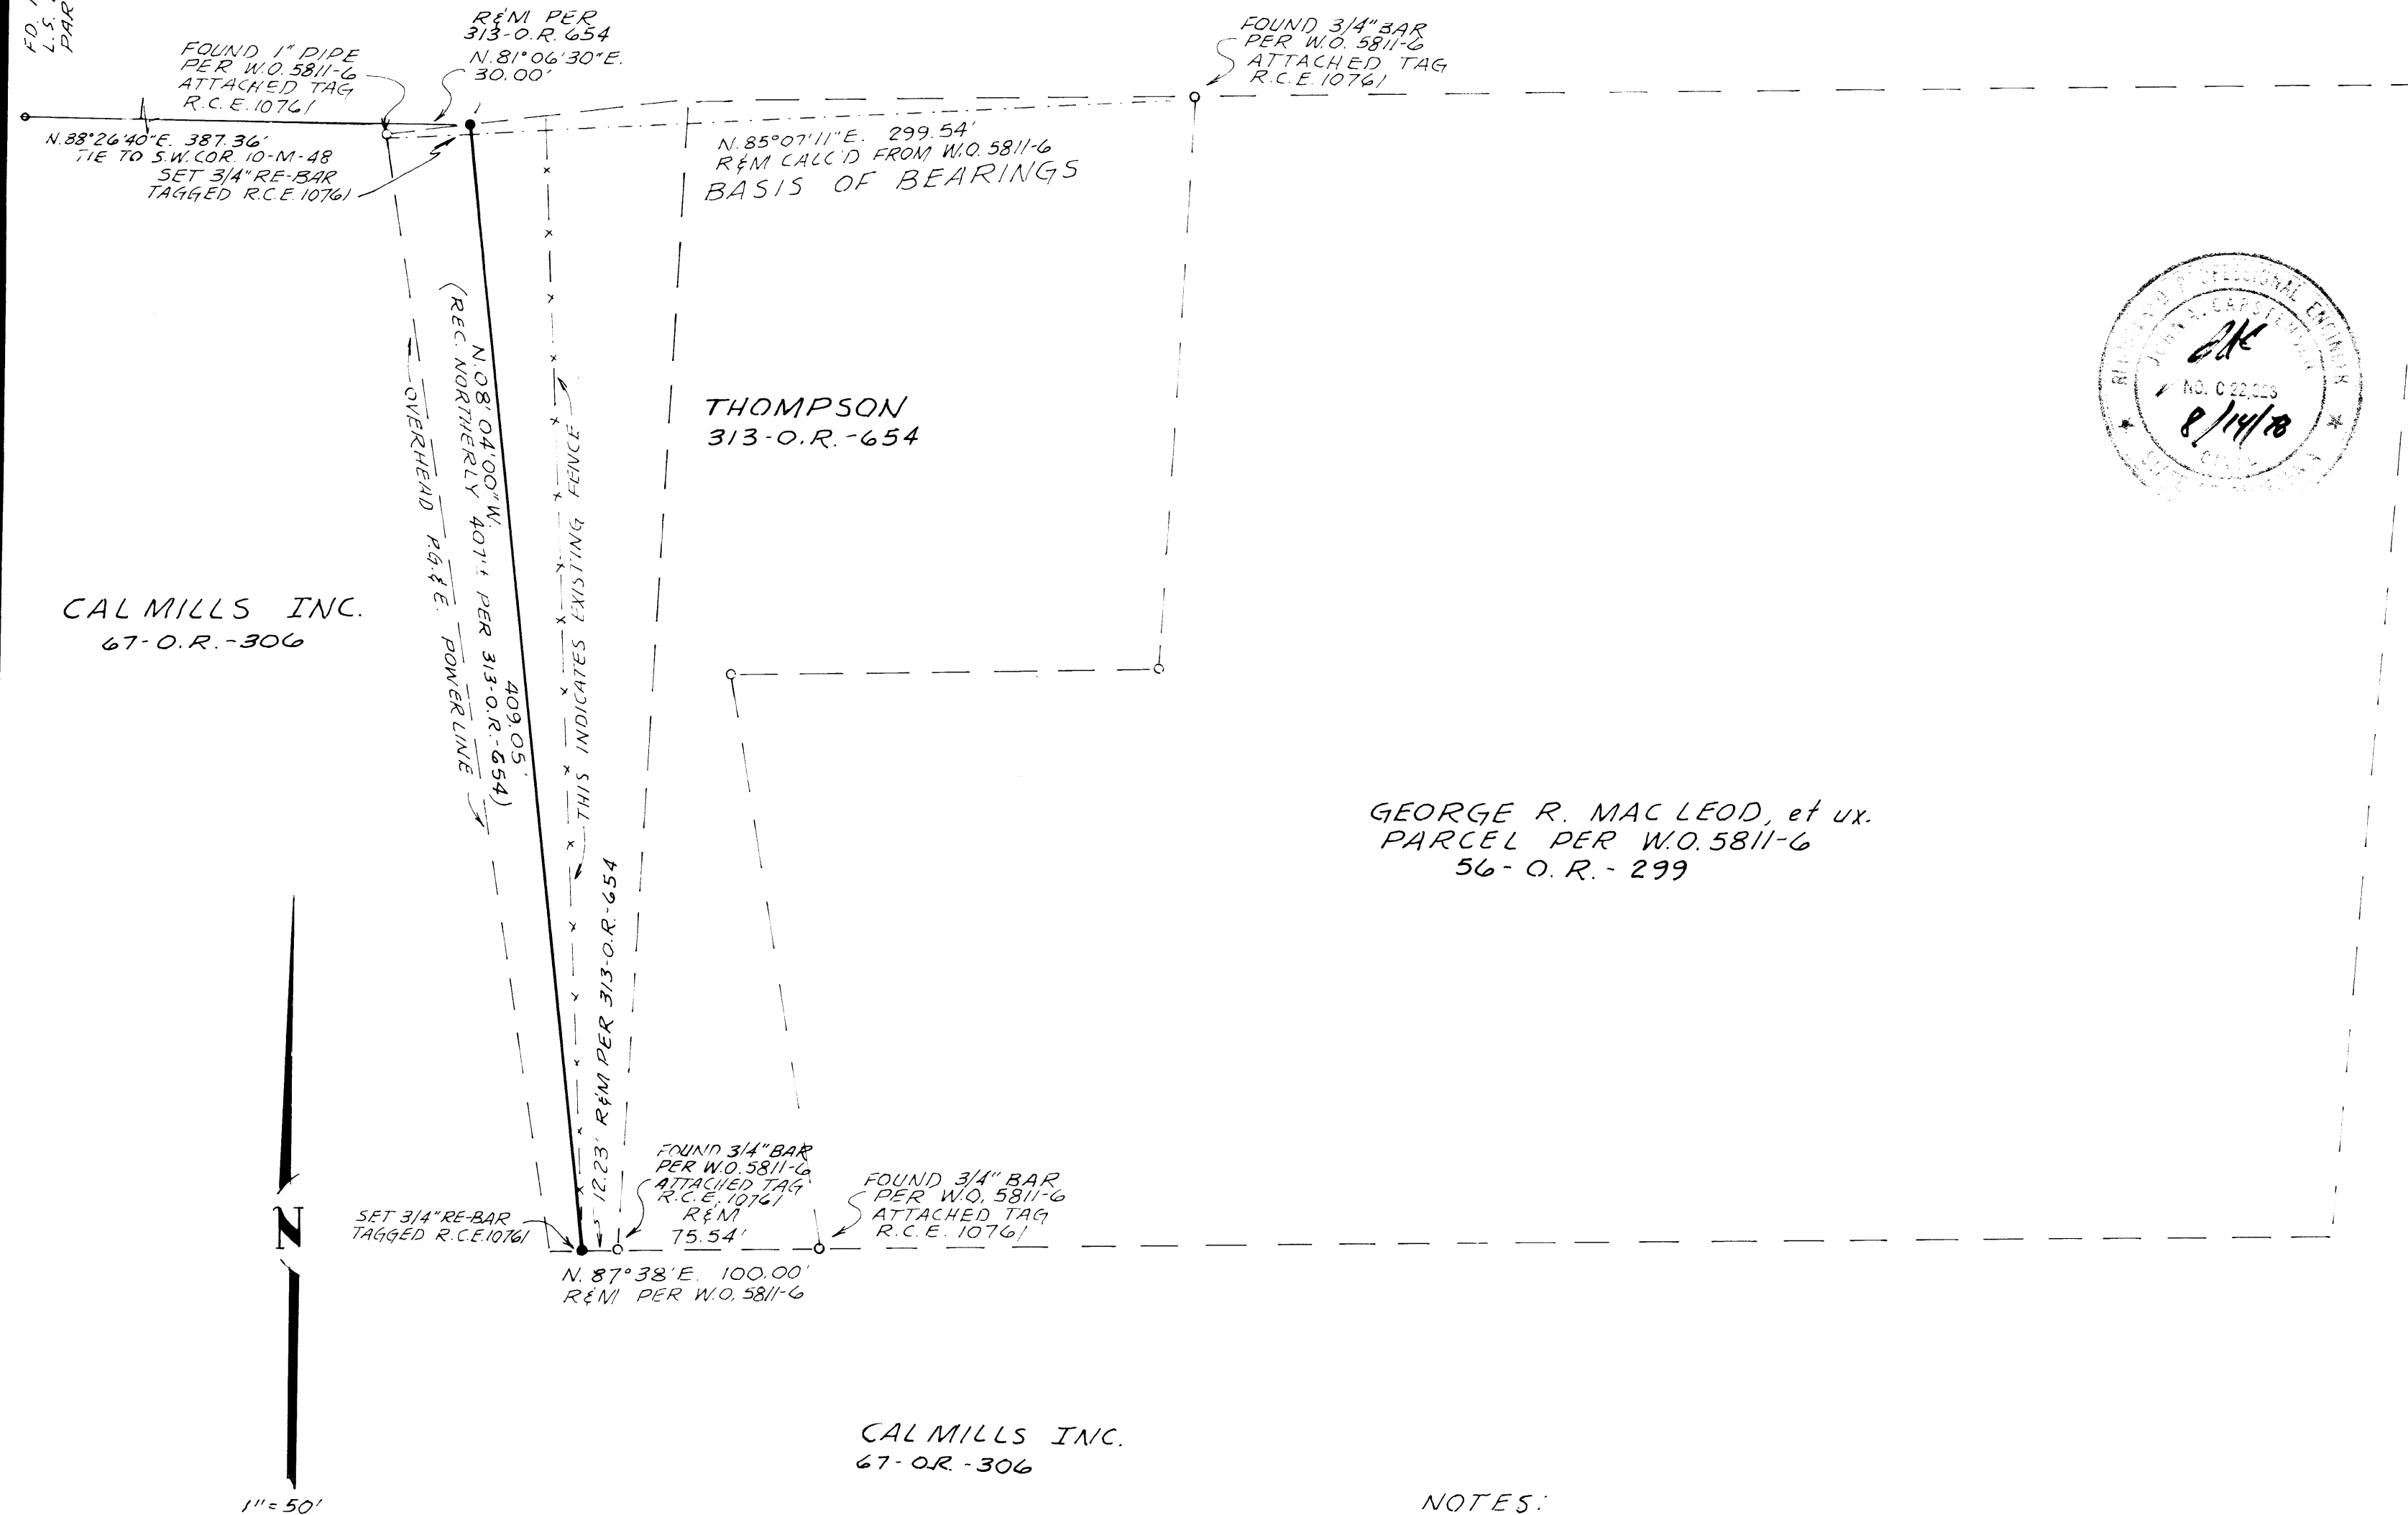 FD.
L.S.
PAR
FOUND 1" PIPE
PER W.O. 5811-6
ATTACHED TAG
R.C.E. 10761
R&M PER
313-O.R. 654
N.81°06'30"E.
30.00'
FOUND 3/4" BAR
PER W.O. 5811-6
ATTACHED TAG
R.C.E. 10761
N.88°26'40"E. 387.36'
TIE TO S.W. COR. 10-M-48
SET 3/4" RE-BAR
TAGGED R.C.E. 10761
N.85°07'11"E. 299.54'
R&M CALC'D FROM W.O. 5811-6
BASIS OF BEARINGS
REGISTERED PROFESSIONAL ENGINEER
NO. C 22,
8/14/78
CIVIL
N.08°04'00"W. 409.05'
(REC. NORTHERLY 407'± PER 313-O.R.-654)
OVERHEAD P.G.&E. POWERLINE
THIS INDICATES EXISTING FENCE
THOMPSON
313-O.R.-654
CAL MILLS INC.
67-O.R.-306
GEORGE R. MAC LEOD, et ux.
PARCEL PER W.O. 5811-6
56-O.R.-299
12.23' R&M PER 313-O.R.-654
FOUND 3/4" BAR
PER W.O. 5811-6
ATTACHED TAG
R.C.E. 10761
R&M
75.54'
FOUND 3/4" BAR
PER W.O. 5811-6
ATTACHED TAG
R.C.E. 10761
SET 3/4" RE-BAR
TAGGED R.C.E. 10761
N. 87°38'E. 100.00'
R&M PER W.O. 5811-6
N
1"=50'
CAL MILLS INC.
67-O.R.-306
NOTES: